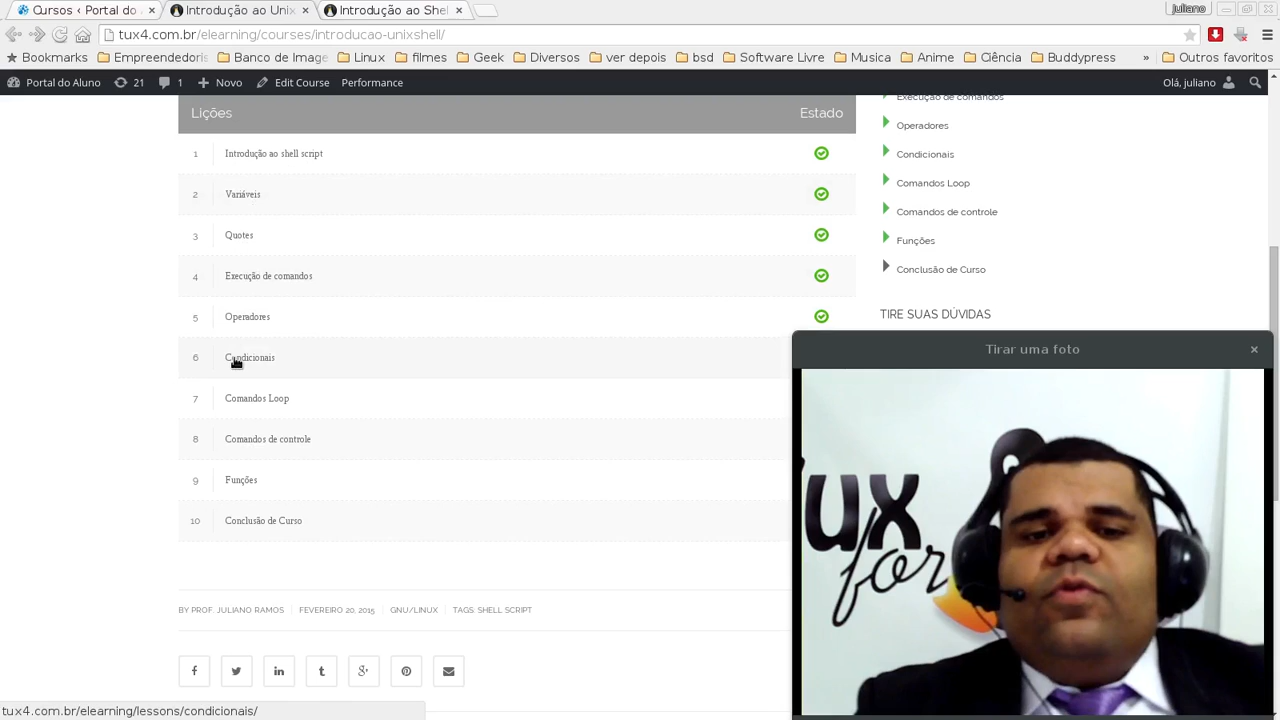 Cursos ‹ Portal do
Introdução ao Unix
Introdução ao Shel
juliano
tux4.com.br/elearning/courses/introducao-unixshell/
Bookmarks
Empreendedori
Banco de Imag
Linux
filmes
Geek
Diversos
ver depois
bsd
Software Livre
Musica
Anime
Ciência
Buddypress
»
Outros favoritos
Portal do Aluno
21
1
Novo
Edit Course
Performance
Olá, juliano
Lições
Estado
1 Introdução ao shell script
2 Variáveis
3 Quotes
4 Execução de comandos
5 Operadores
6 Condicionais
7 Comandos Loop
8 Comandos de controle
9 Funções
10 Conclusão de Curso
BY PROF. JULIANO RAMOS
FEVEREIRO 20, 2015
GNU/LINUX
TAGS: SHELL SCRIPT
Execução de comandos
Operadores
Condicionais
Comandos Loop
Comandos de controle
Funções
Conclusão de Curso
TIRE SUAS DÚVIDAS
Tirar uma foto
ux
for
tux4.com.br/elearning/lessons/condicionais/